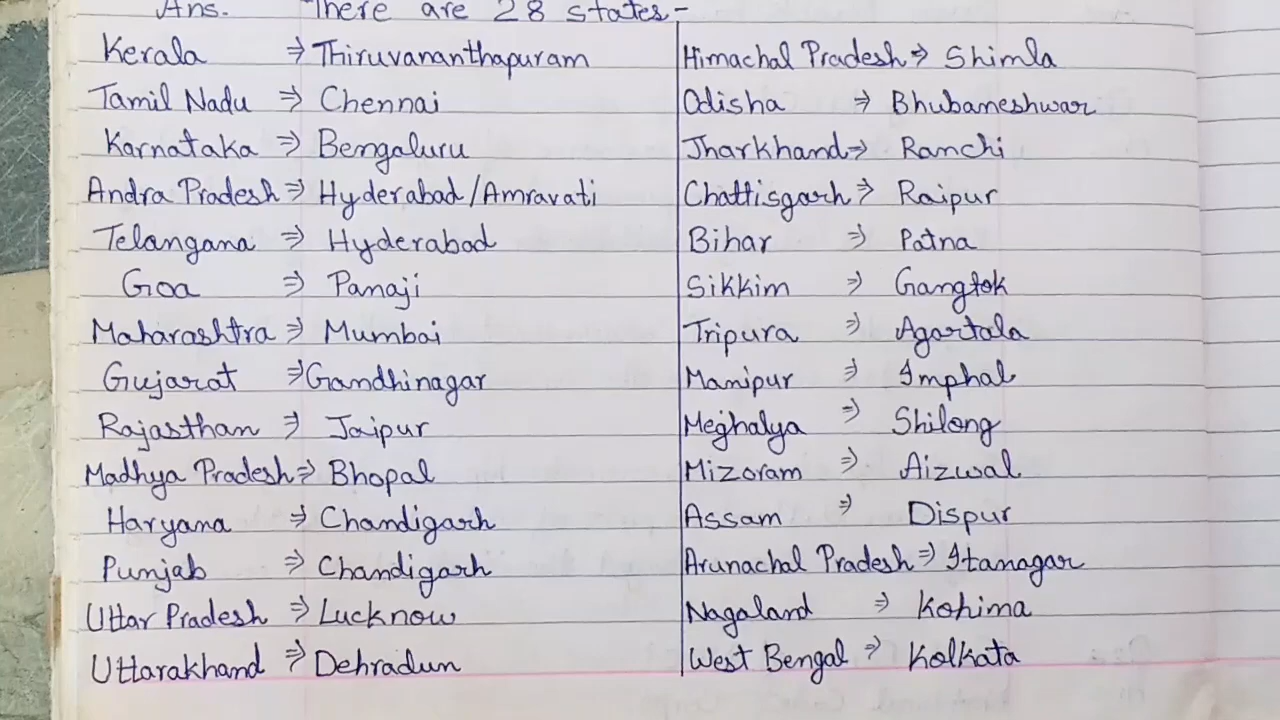 Ans. There are 28 states-
Kerala ⇒ Thiruvananthapuram
Tamil Nadu ⇒ Chennai
Karnataka ⇒ Bengaluru
Andra Pradesh ⇒ Hyderabad/Amravati
Telangana ⇒ Hyderabad
Goa ⇒ Panaji
Maharashtra ⇒ Mumbai
Gujarat ⇒ Gandhinagar
Rajasthan ⇒ Jaipur
Madhya Pradesh ⇒ Bhopal
Haryana ⇒ Chandigarh
Punjab ⇒ Chandigarh
Uttar Pradesh ⇒ Lucknow
Uttarakhand ⇒ Dehradun
Himachal Pradesh ⇒ Shimla
Odisha ⇒ Bhubaneshwar
Jharkhand ⇒ Ranchi
Chattisgarh ⇒ Raipur
Bihar ⇒ Patna
Sikkim ⇒ Gangtok
Tripura ⇒ Agartala
Manipur ⇒ Imphal
Meghalya ⇒ Shilong
Mizoram ⇒ Aizwal
Assam ⇒ Dispur
Arunachal Pradesh ⇒ Itanagar
Nagaland ⇒ Kohima
West Bengal ⇒ Kolkata